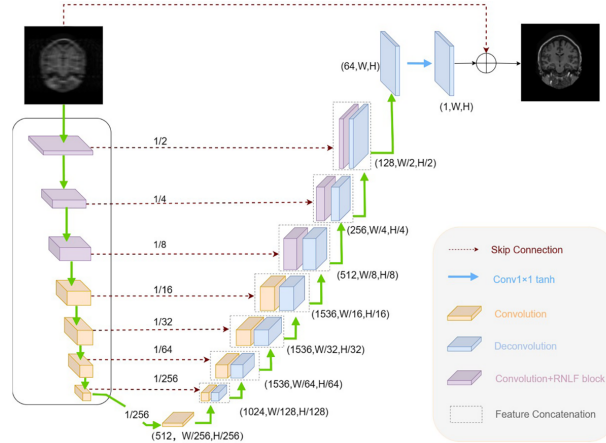 (64,W,H)
(1,W,H)
1/2
(128,W/2,H/2)
1/4
(256,W/4,H/4)
1/8
(512,W/8,H/8)
1/16
(1536,W/16,H/16)
1/32
(1536,W/32,H/32)
1/64
(1536,W/64,H/64)
1/256
(1024,W/128,H/128)
1/256
(512, W/256,H/256)
Skip Connection
Conv1×1 tanh
Convolution
Deconvolution
Convolution+RNLF block
Feature Concatenation